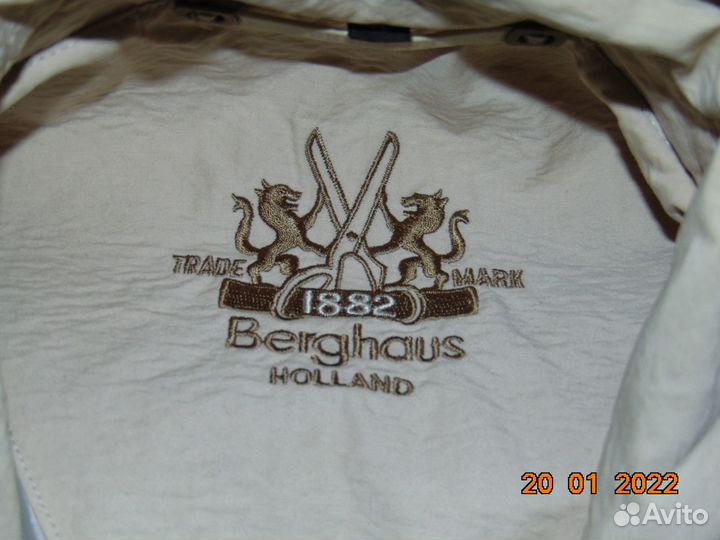 TRADE MARK
1882
Berghaus
HOLLAND
20 01 2022
Avito